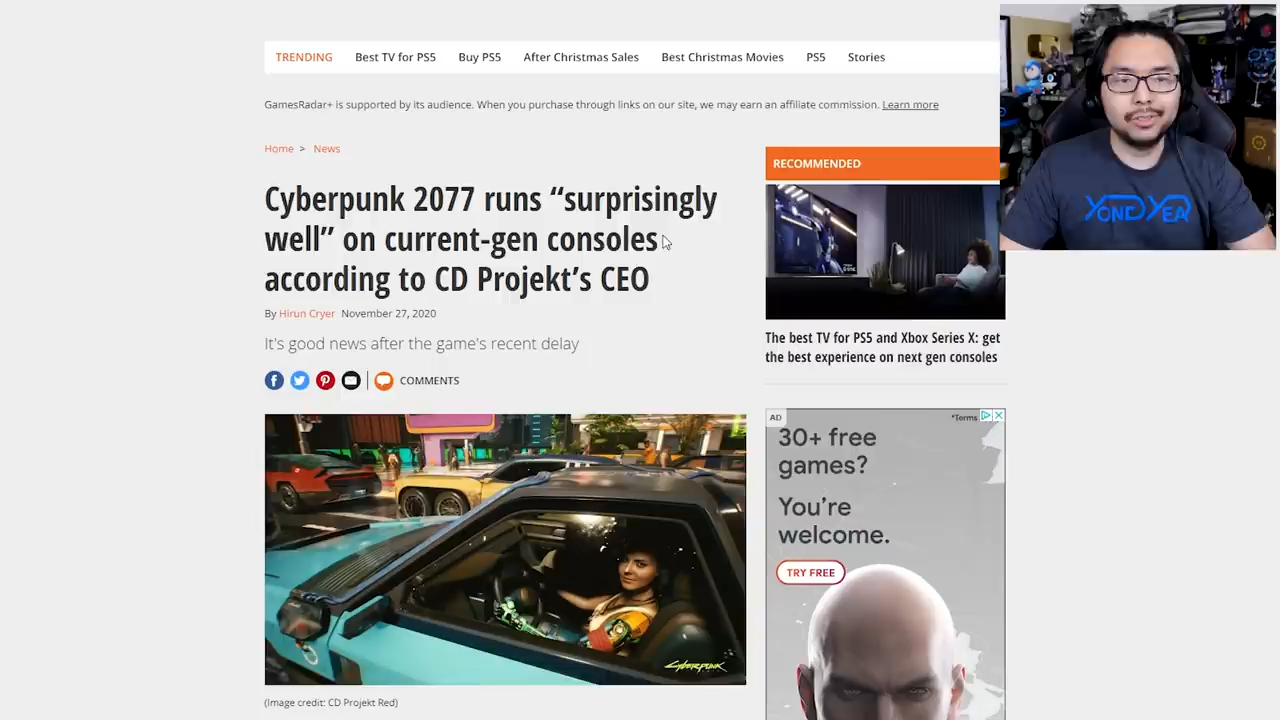 TRENDING Best TV for PS5 Buy PS5 After Christmas Sales Best Christmas Movies PS5 Stories
GamesRadar+ is supported by its audience. When you purchase through links on our site, we may earn an affiliate commission. Learn more
Home > News
Cyberpunk 2077 runs “surprisingly
well” on current-gen consoles
according to CD Projekt’s CEO
By Hirun Cryer November 27, 2020
It's good news after the game's recent delay
COMMENTS
CYBERPUNK
(Image credit: CD Projekt Red)
RECOMMENDED
The best TV for PS5 and Xbox Series X: get
the best experience on next gen consoles
AD
*Terms
30+ free
games?
You’re
welcome.
TRY FREE
YONG YEA